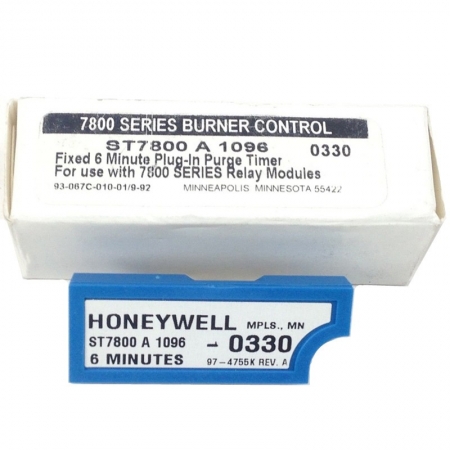 7800 SERIES BURNER CONTROL
ST7800 A 1096 0330
Fixed 6 Minute Plug-In Purge Timer
For use with 7800 SERIES Relay Modules
93-067C-010-01/9-92 MINNEAPOLIS MINNESOTA 55422
HONEYWELL MPLS., MN
ST7800 A 1096 – 0330
6 MINUTES 97-4755K REV. A